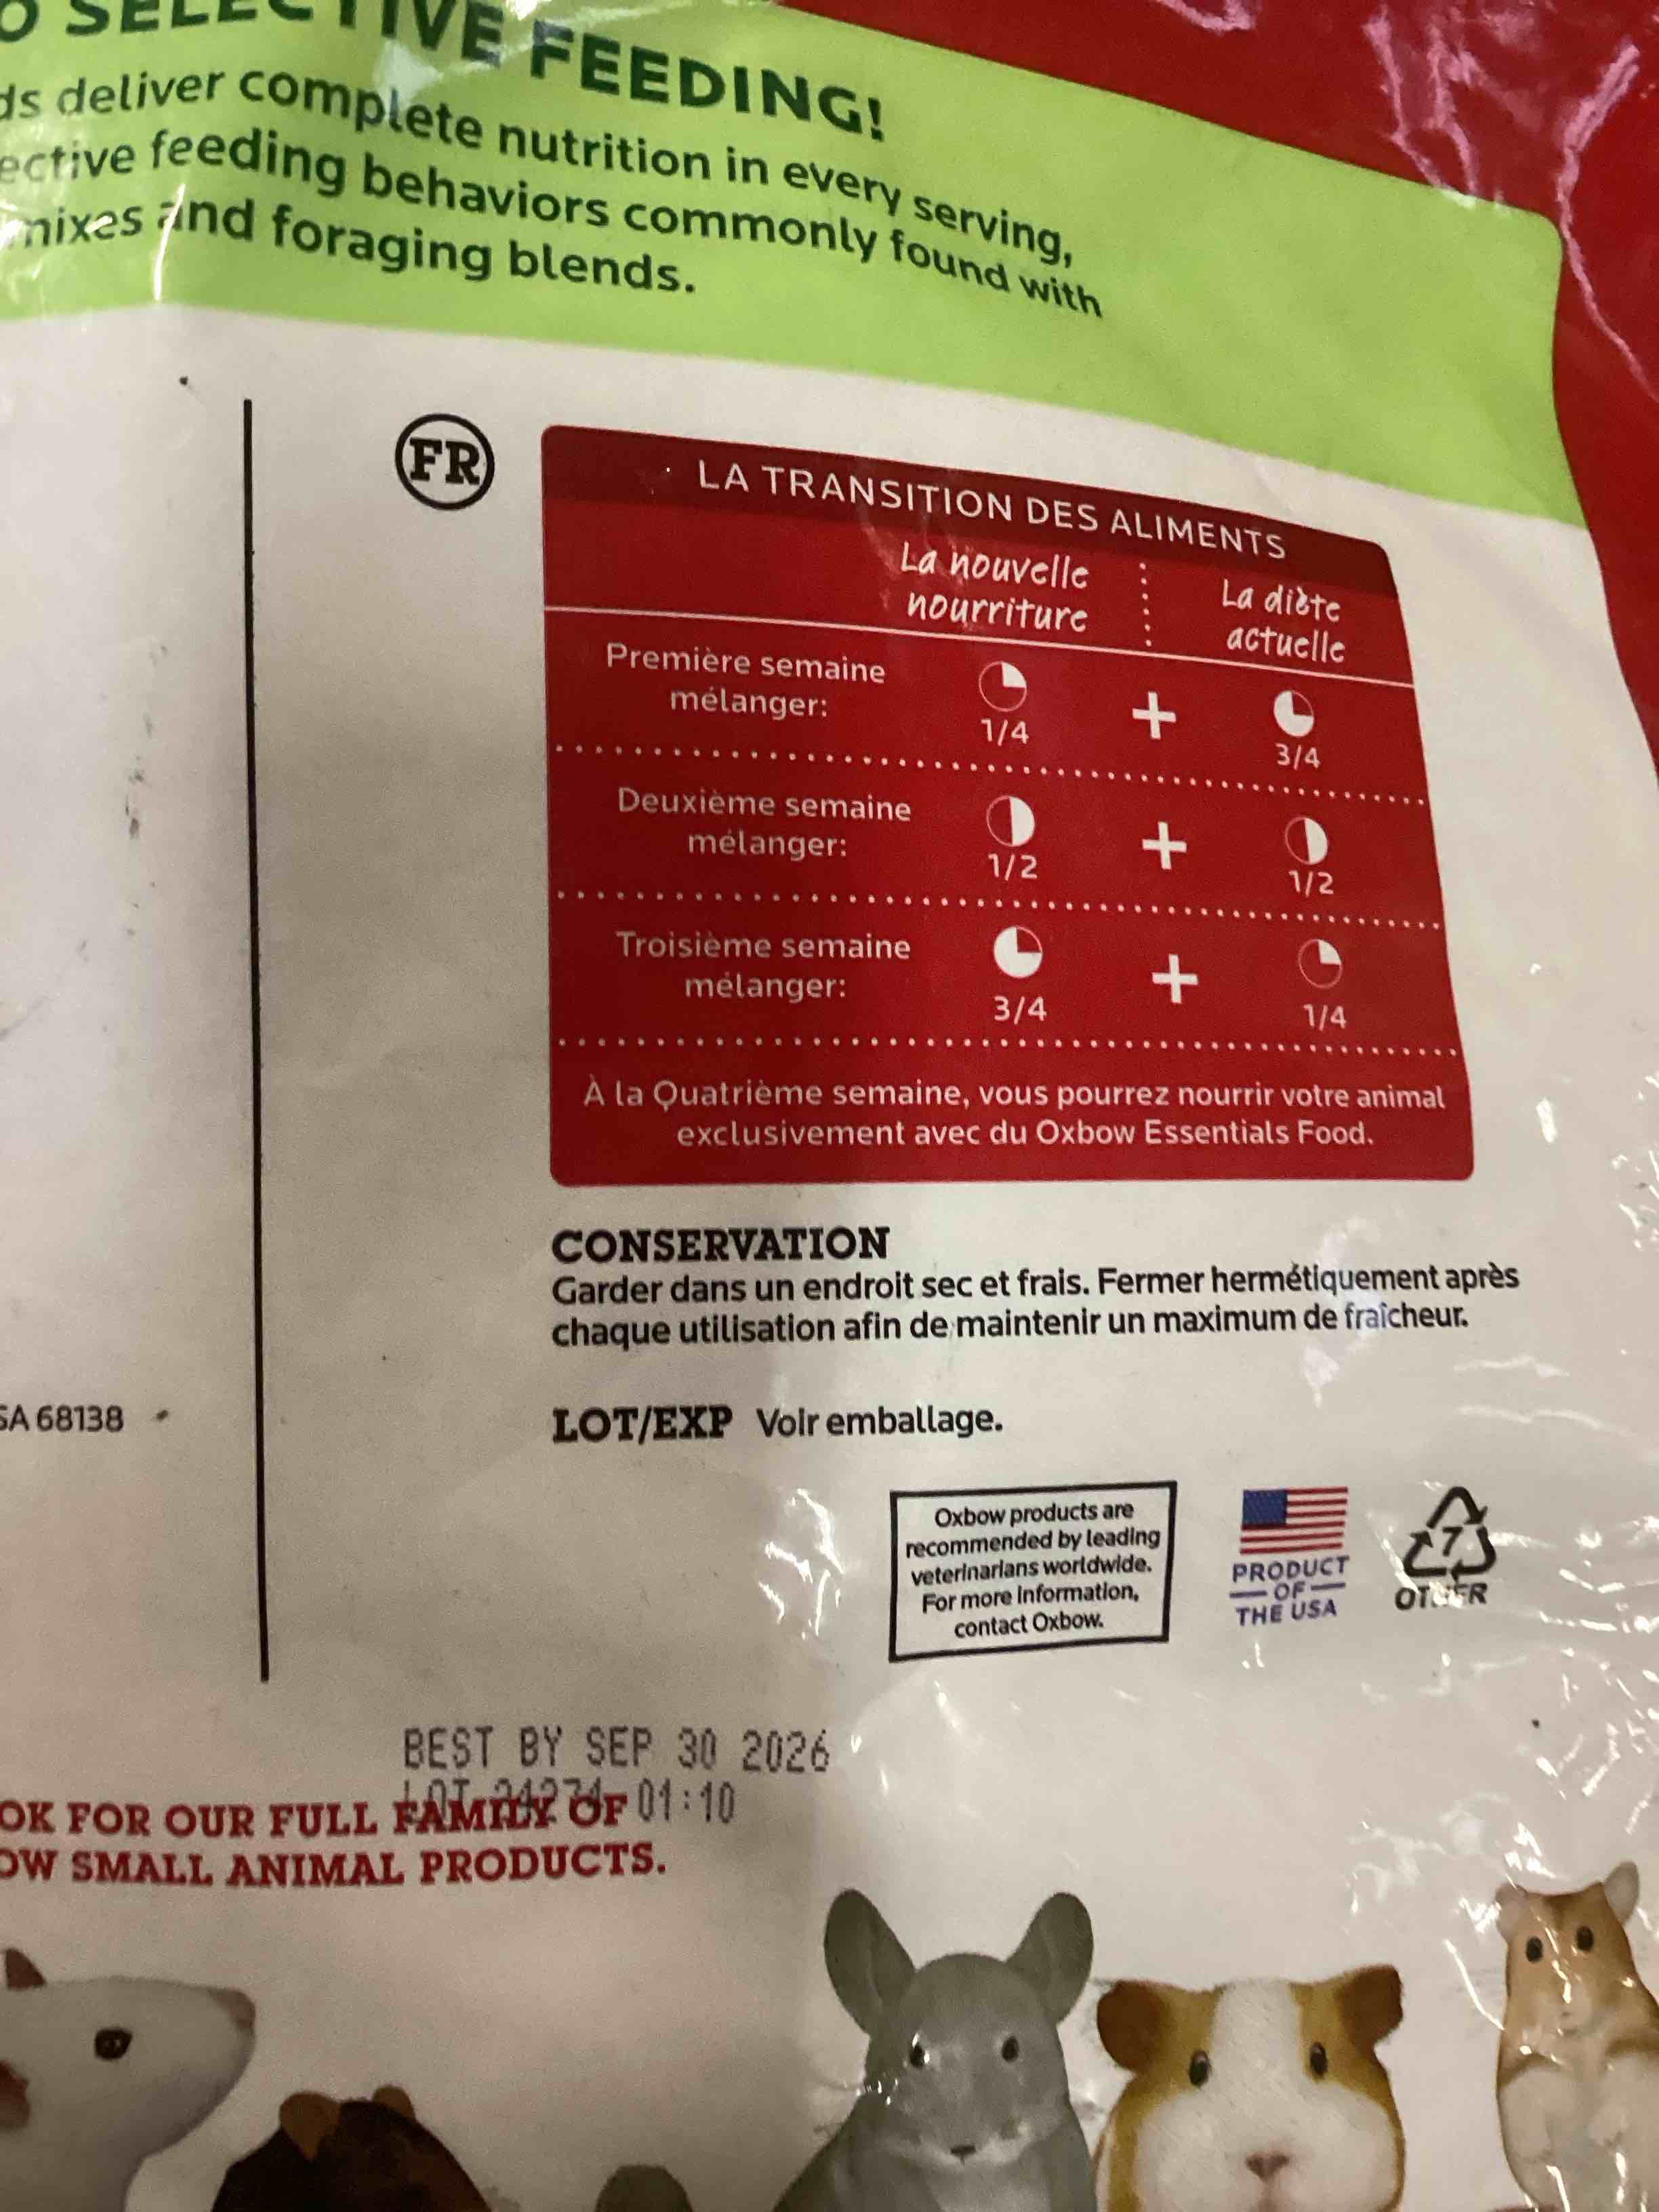 O SELECTIVE FEEDING!
ds deliver complete nutrition in every serving,
ective feeding behaviors commonly found with
mixes and foraging blends.
FR
LA TRANSITION DES ALIMENTS
La nouvelle nourriture
La diète actuelle
Première semaine mélanger:
1/4 + 3/4
Deuxième semaine mélanger:
1/2 + 1/2
Troisième semaine mélanger:
3/4 + 1/4
À la Quatrième semaine, vous pourrez nourrir votre animal
exclusivement avec du Oxbow Essentials Food.
CONSERVATION
Garder dans un endroit sec et frais. Fermer hermétiquement après
chaque utilisation afin de maintenir un maximum de fraîcheur.
SA 68138
LOT/EXP Voir emballage.
Oxbow products are
recommended by leading
veterinarians worldwide.
For more information,
contact Oxbow.
PRODUCT
OF
THE USA
7
OTHER
BEST BY SEP 30 2026
LOT 01:10
OK FOR OUR FULL FAMILY OF
OW SMALL ANIMAL PRODUCTS.